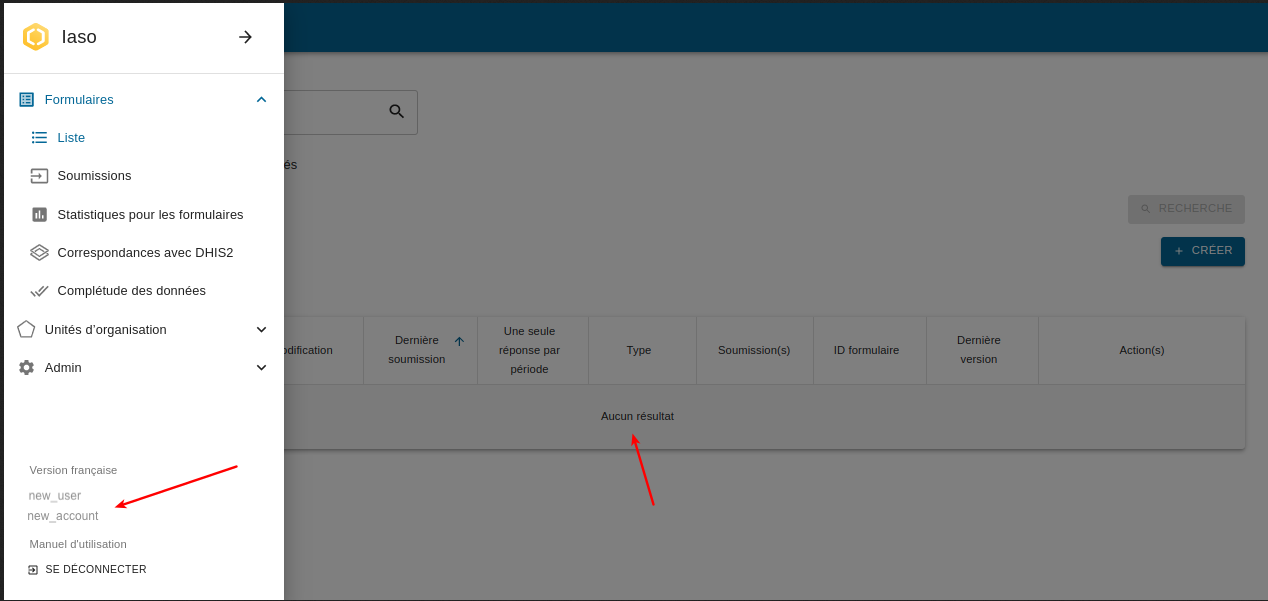 Iaso
Formulaires
Liste
Soumissions
Statistiques pour les formulaires
Correspondances avec DHIS2
Complétude des données
Unités d'organisation
Admin
Version française
new_user
new_account
Manuel d'utilisation
SE DÉCONNECTER
és
RECHERCHE
+ CRÉER
odification
Dernière
soumission
Une seule
réponse par
période
Type
Soumission(s)
ID formulaire
Dernière
version
Action(s)
Aucun résultat